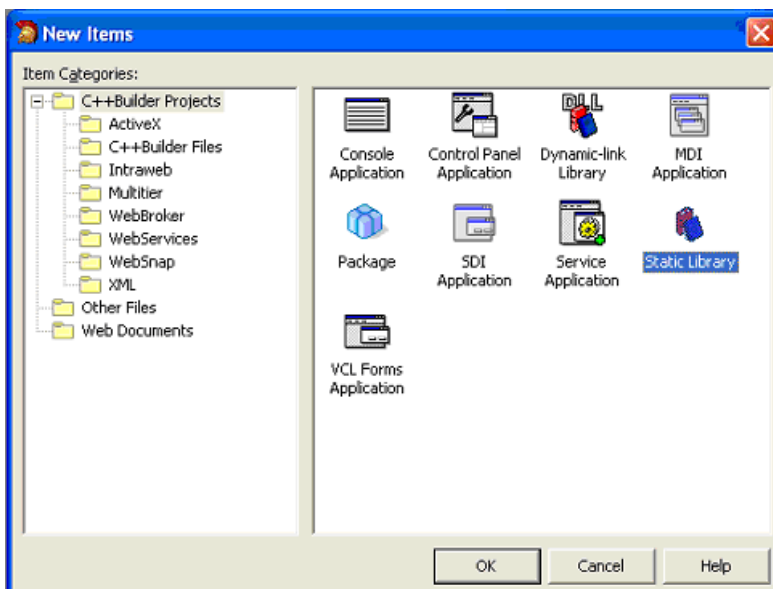 New Items
Item Categories:
C++Builder Projects
ActiveX
C++Builder Files
Intraweb
Multitier
WebBroker
WebServices
WebSnap
XML
Other Files
Web Documents
Console
Application
Control Panel
Application
DLL
Dynamic-link
Library
MDI
Application
Package
SDI
Application
Service
Application
Static Library
VCL Forms
Application
OK
Cancel
Help